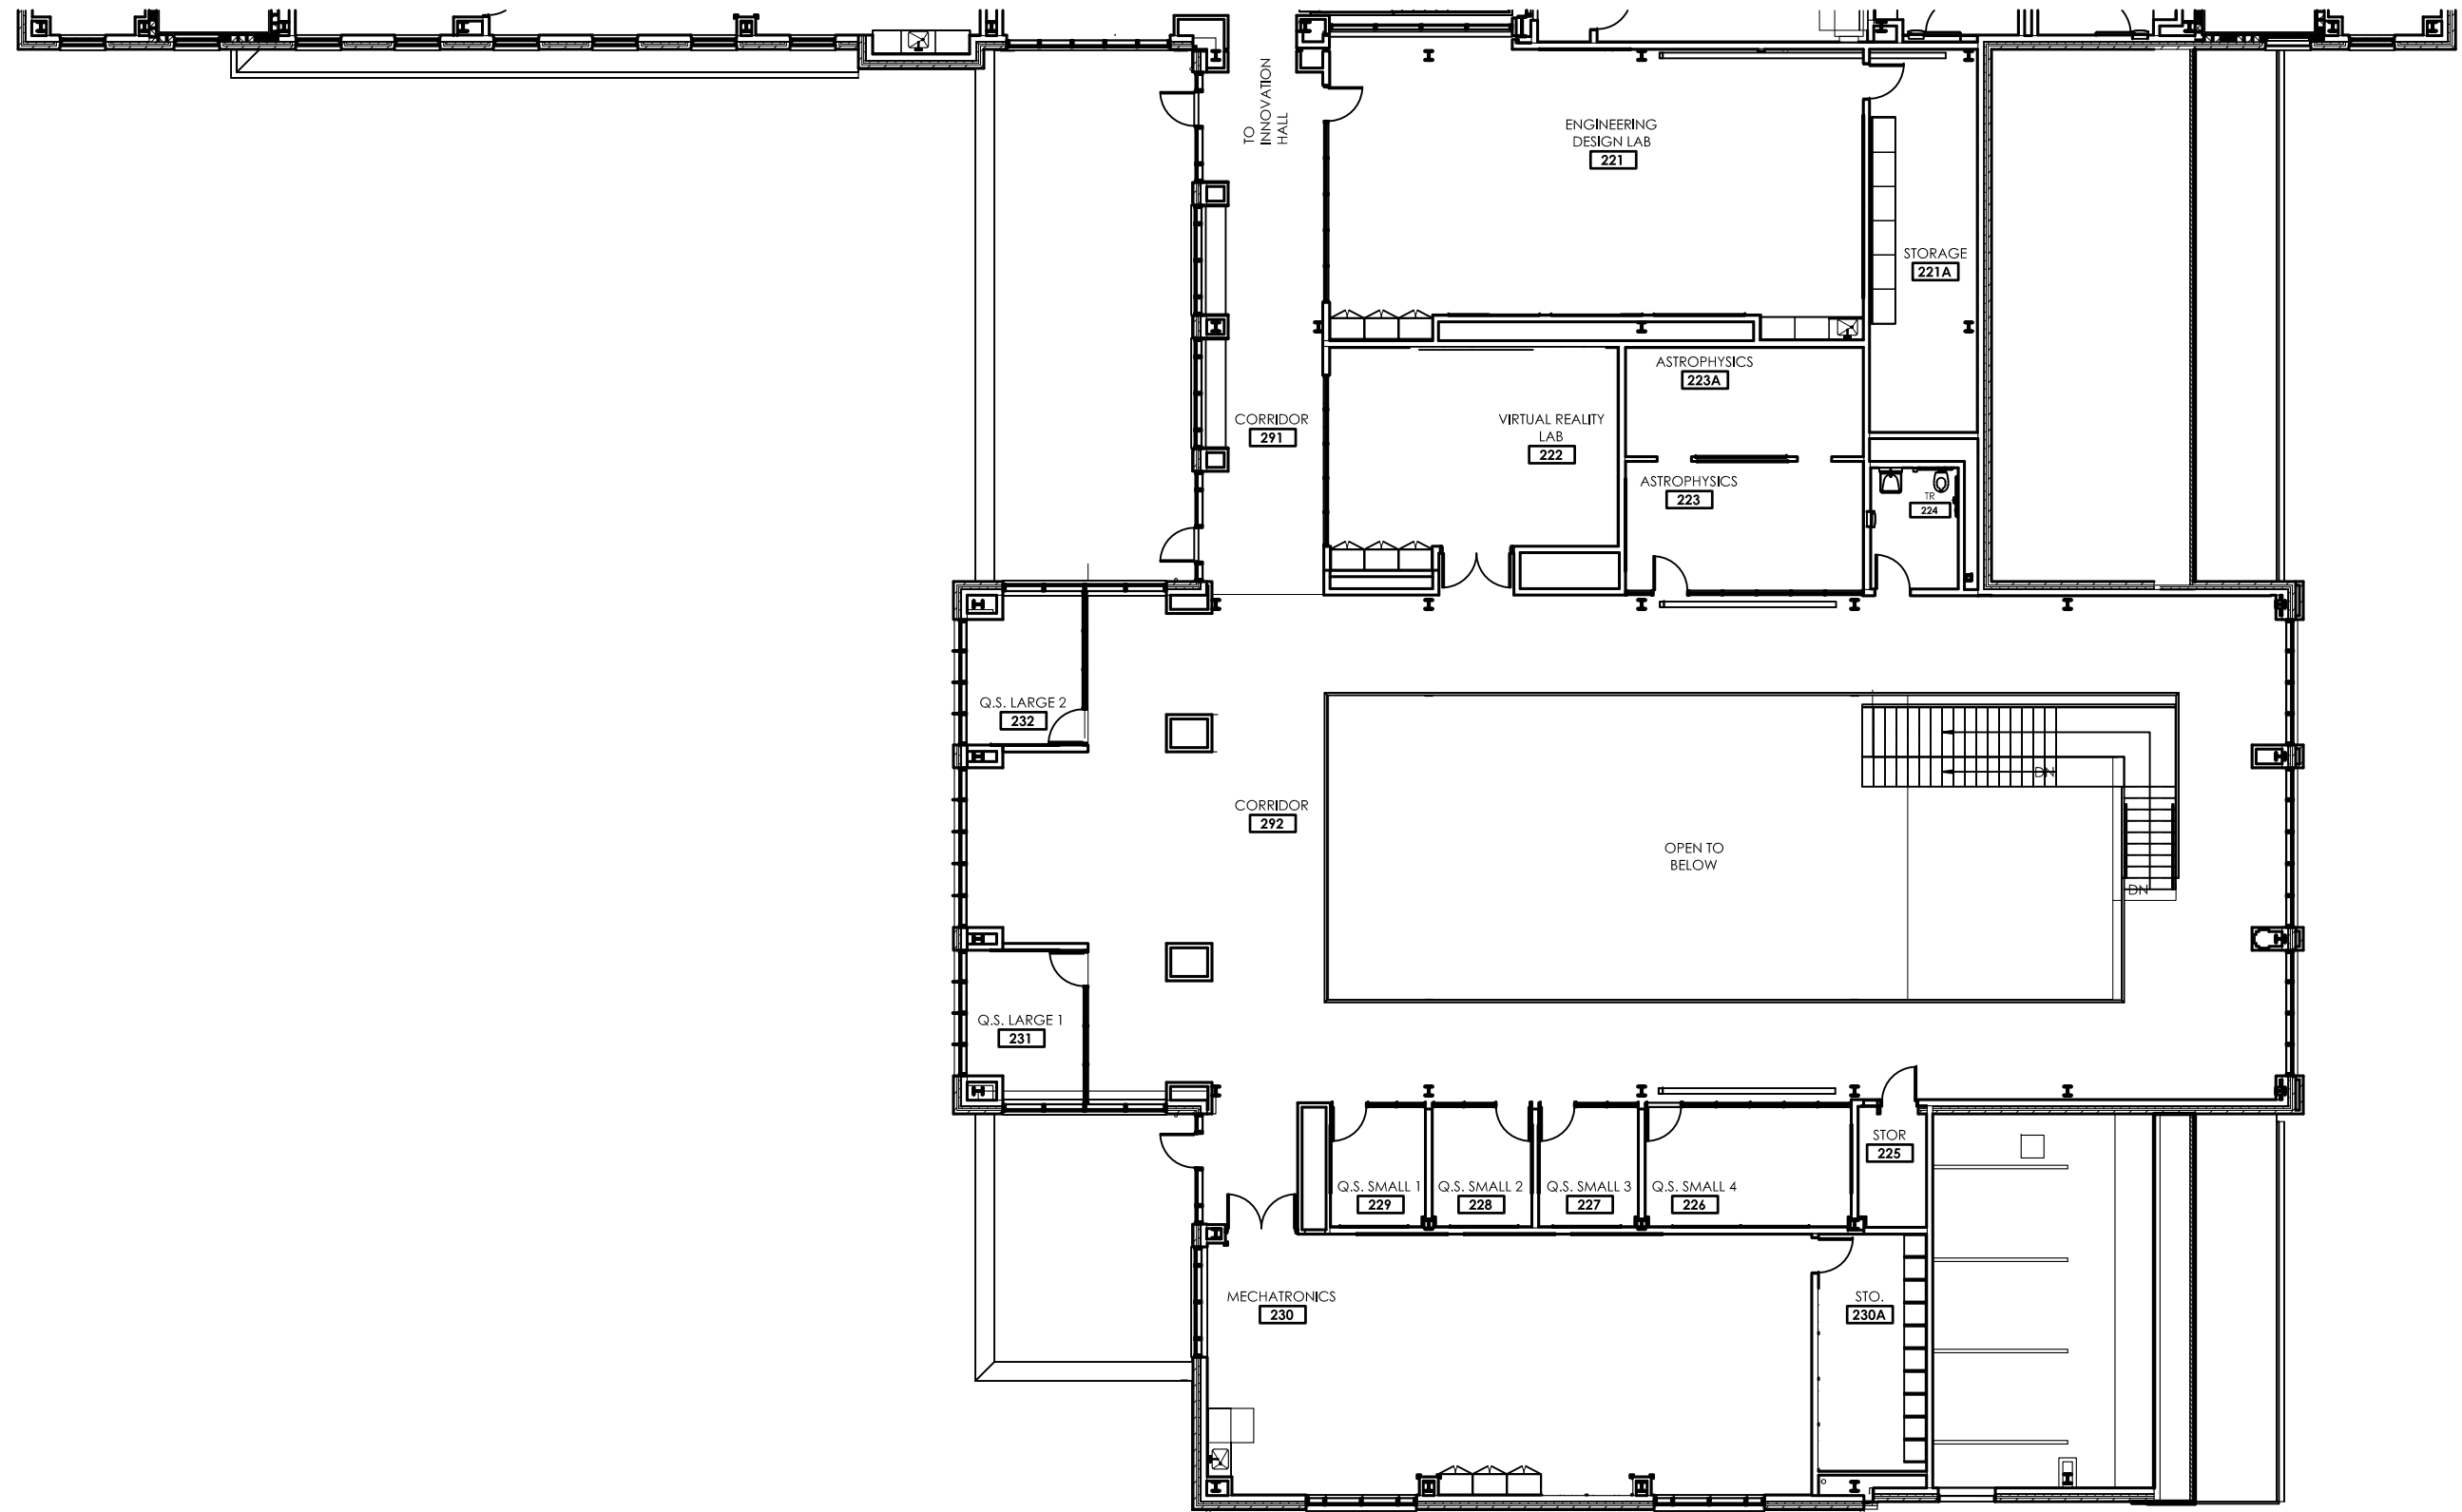 TO
INNOVATION
HALL
ENGINEERING
DESIGN LAB
221
STORAGE
221A
ASTROPHYSICS
223A
CORRIDOR
291
VIRTUAL REALITY
LAB
222
ASTROPHYSICS
223
TR
224
Q.S. LARGE 2
232
CORRIDOR
292
DN
OPEN TO
BELOW
DN
Q.S. LARGE 1
231
STOR
225
Q.S. SMALL 1
229
Q.S. SMALL 2
228
Q.S. SMALL 3
227
Q.S. SMALL 4
226
MECHATRONICS
230
STO.
230A